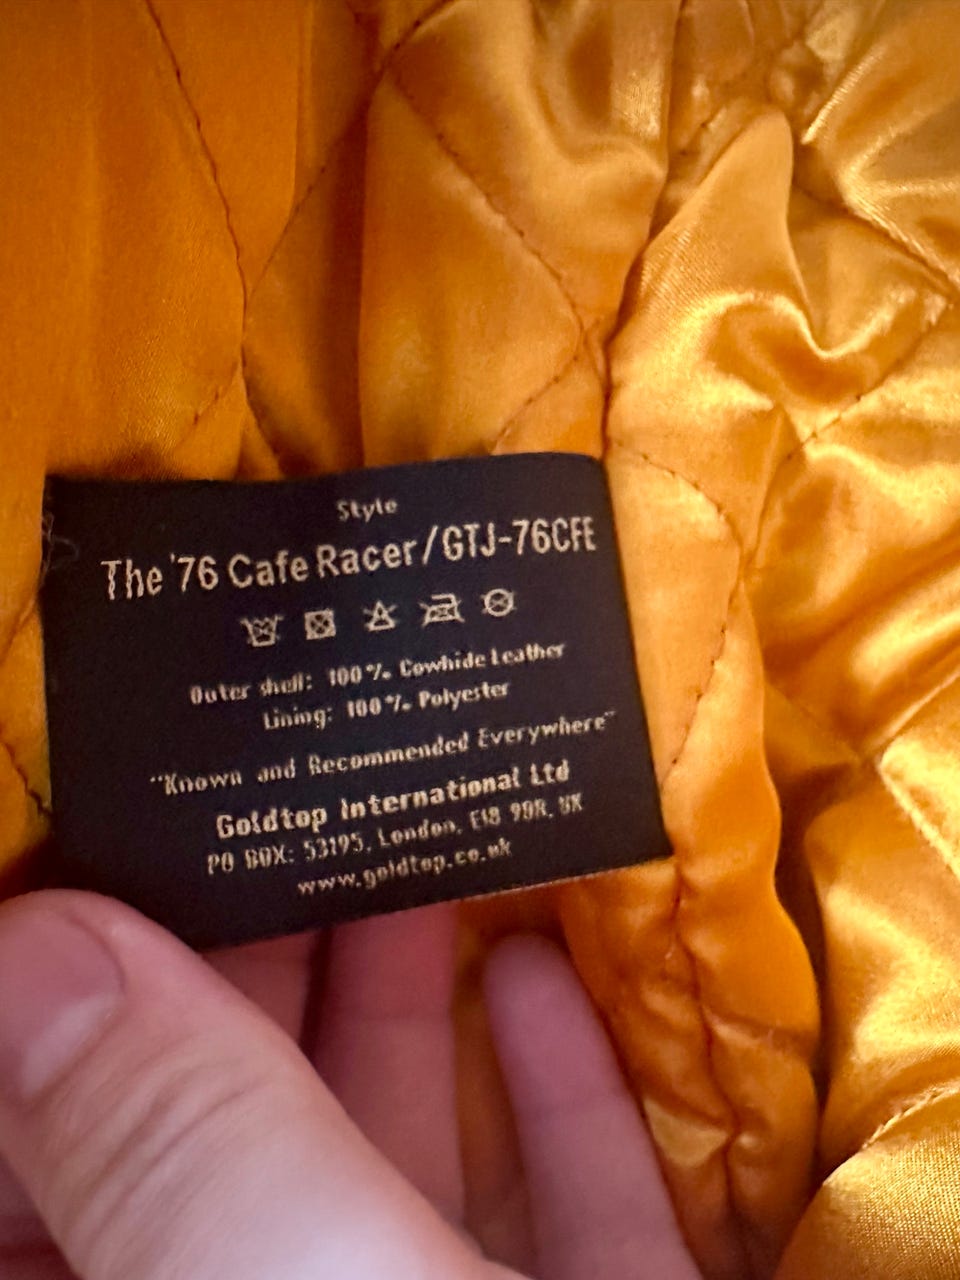 Style
The '76 Cafe Racer/GTJ-76CFE
Outer shell: 100% Cowhide Leather
Lining: 100% Polyester
"Known and Recommended Everywhere"
Goldtop International Ltd
PO BOX: 53195, London, E18 9DR, UK
www.goldtop.co.uk